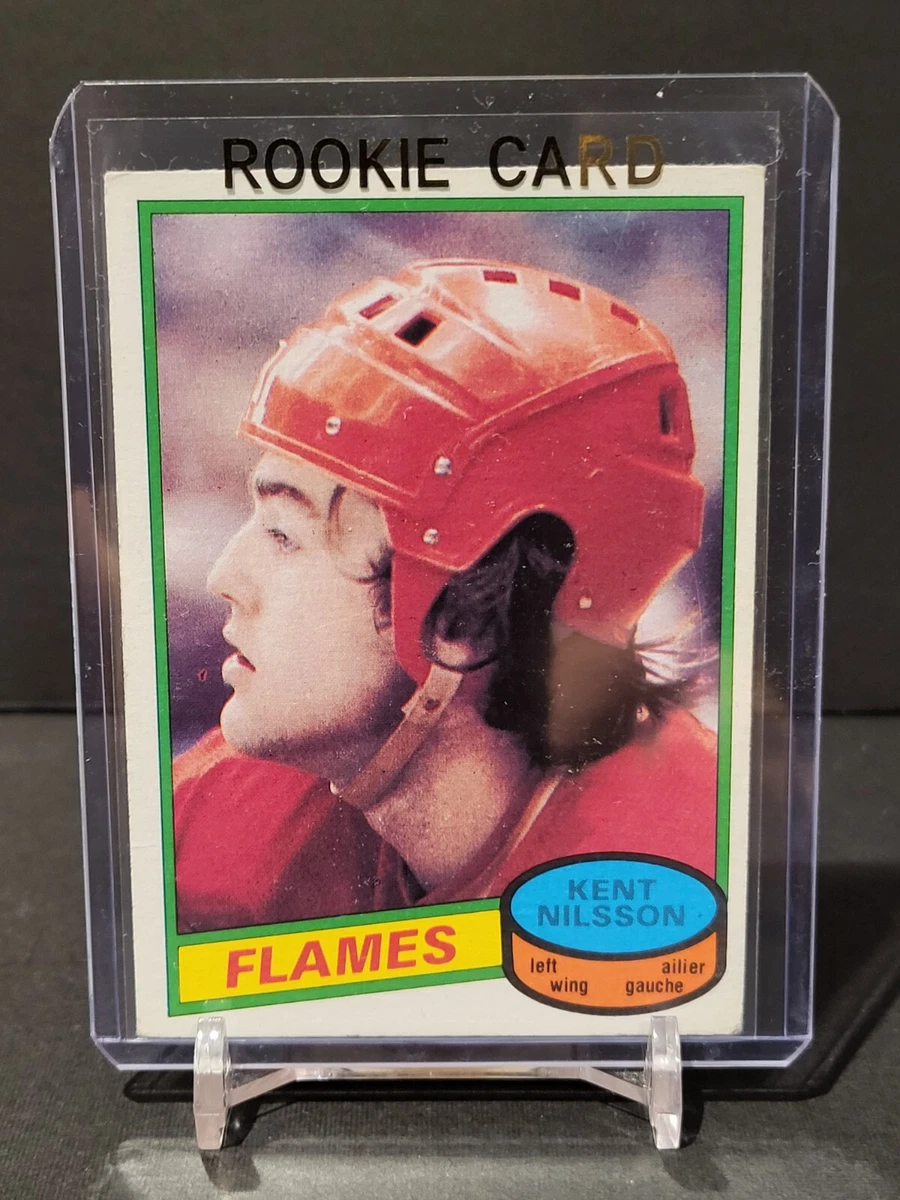 ROOKIE CARD
FLAMES
KENT
NILSSON
left ailier
wing gauche